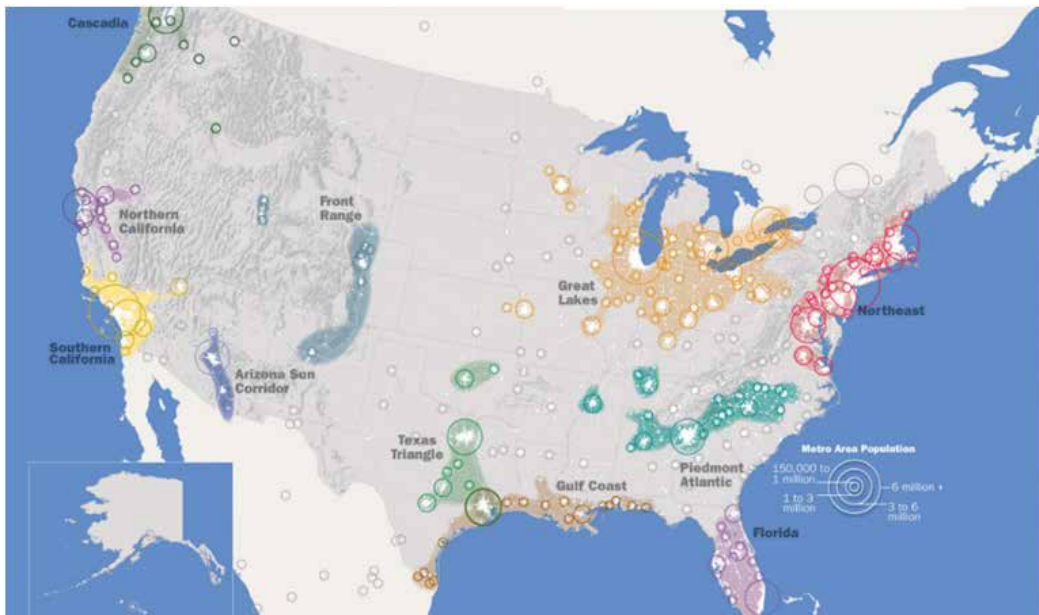 Cascadia
Northern
California
Front
Range
Great
Lakes
Northeast
Southern
California
Arizona Sun
Corridor
Texas
Triangle
Gulf Coast
Piedmont
Atlantic
Florida
Metro Area Population
150,000 to
1 million
6 million +
1 to 3
million
3 to 6
million